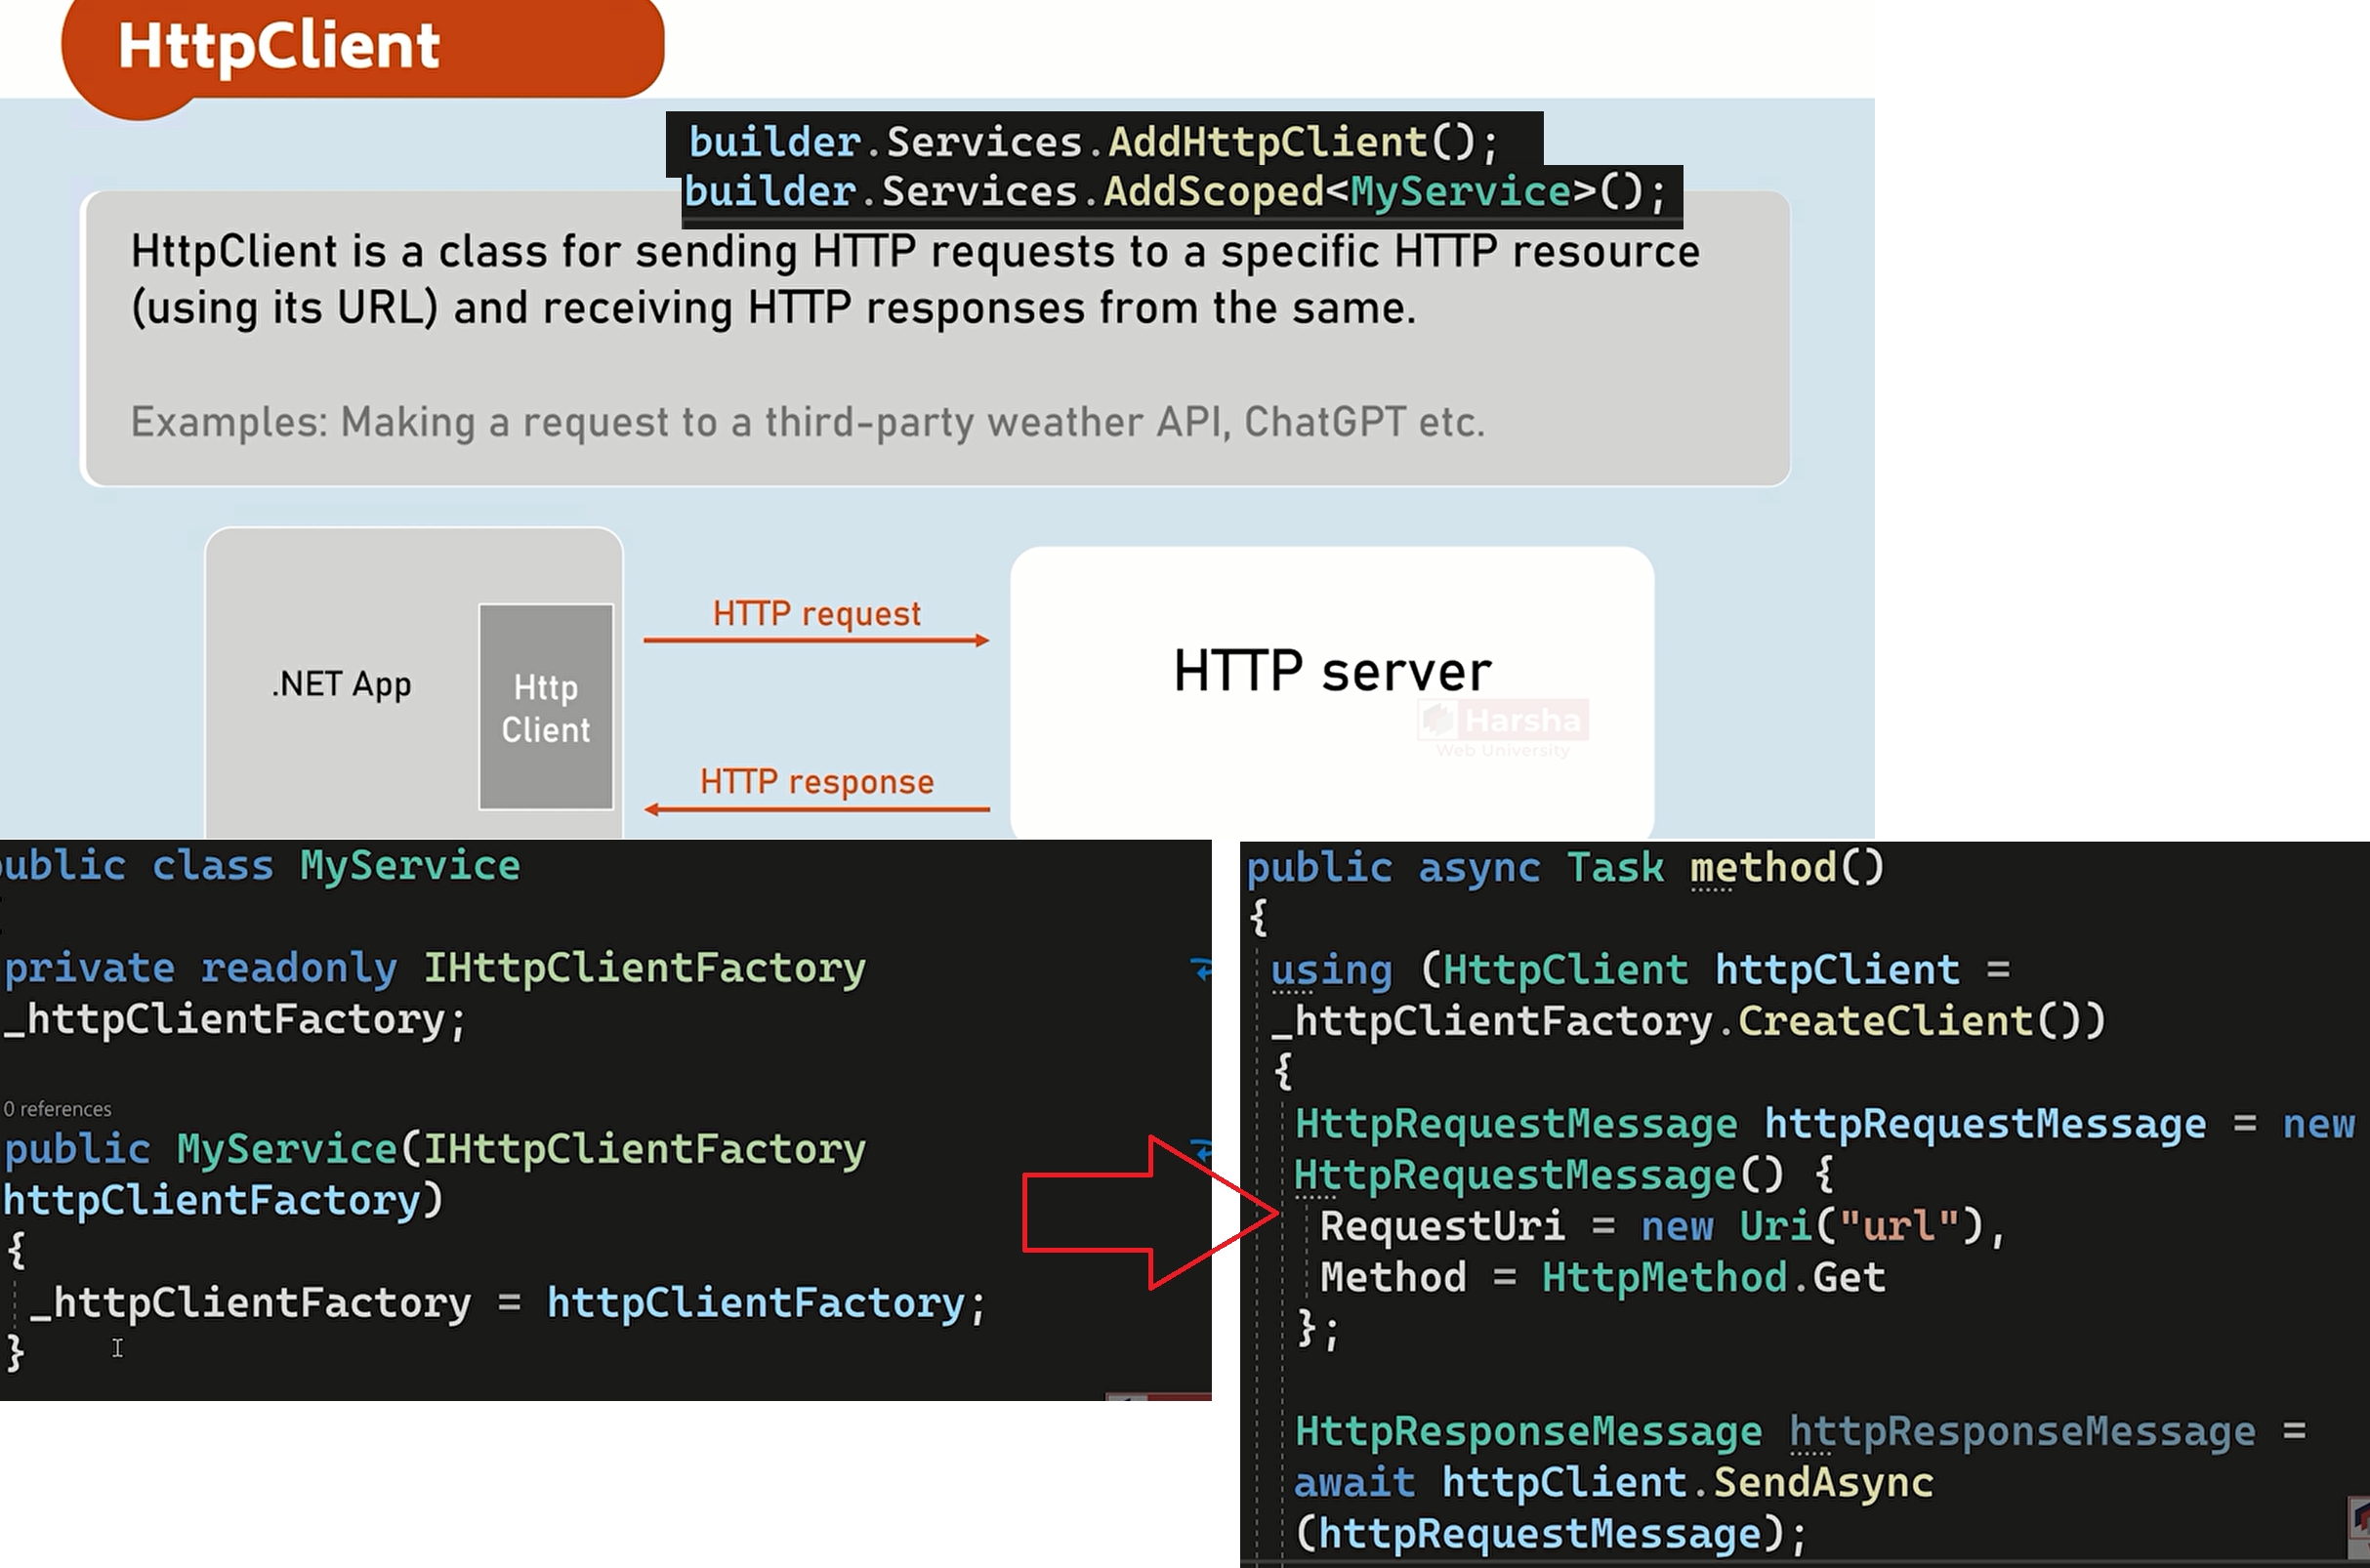 HttpClient
builder.Services.AddHttpClient();
builder.Services.AddScoped<MyService>();
HttpClient is a class for sending HTTP requests to a specific HTTP resource
(using its URL) and receiving HTTP responses from the same.
Examples: Making a request to a third-party weather API, ChatGPT etc.
.NET App
Http
Client
HTTP request
HTTP response
HTTP server
Harsha
Web University
ublic class MyService
private readonly IHttpClientFactory
_httpClientFactory;
0 references
public MyService(IHttpClientFactory
httpClientFactory)
{
_httpClientFactory = httpClientFactory;
}
public async Task method()
{
using (HttpClient httpClient =
_httpClientFactory.CreateClient())
{
HttpRequestMessage httpRequestMessage = new
HttpRequestMessage() {
RequestUri = new Uri("url"),
Method = HttpMethod.Get
};
HttpResponseMessage httpResponseMessage =
await httpClient.SendAsync
(httpRequestMessage);